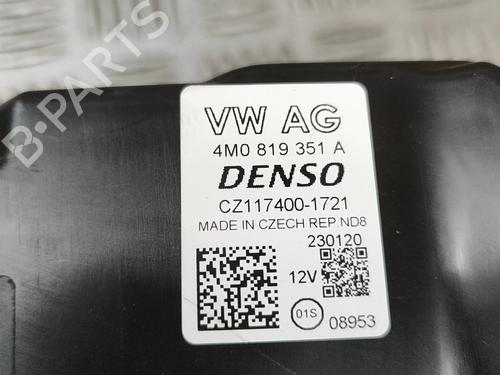 B-PARTS
VW AG
4M0 819 351 A
DENSO
CZ117400-1721
MADE IN CZECH REP.ND8
230120
12V
01S
08953